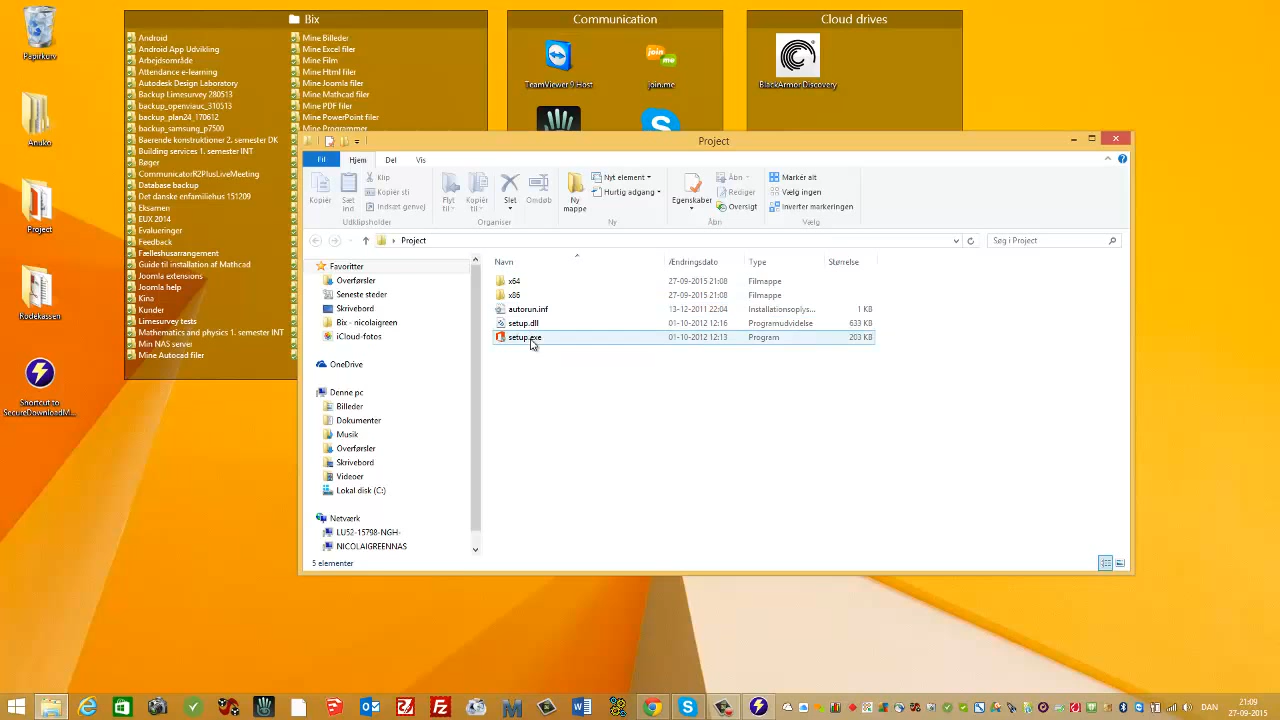 Papirkurv
Anuko
Project
Rodekassen
Shortcut to
SecureDownloadM...
Bix
Android
Android App Udvikling
Arbejdsområde
Attendance e-learning
Autodesk Design Laboratory
Backup Limesurvey 280513
backup_openviauc_310513
backup_plan24_170612
backup_samsung_p7500
Baerende konstruktioner 2. semester DK
Building services 1. semester INT
Bøger
CommunicatorR2PlusLiveMeeting
Database backup
Det danske enfamiliehus 151209
Eksamen
EUX 2014
Evalueringer
Feedback
Fælleshusarrangement
Guide til installation af Mathcad
Joomla extensions
Joomla help
Kina
Kunder
Limesurvey tests
Mathematics and physics 1. semester INT
Min NAS server
Mine Autocad filer
Mine Billeder
Mine Excel filer
Mine Film
Mine Html filer
Mine Joomla filer
Mine Mathcad filer
Mine PDF filer
Mine PowerPoint filer
Mine Programmer
Communication
TeamViewer 9 Host
join.me
Cloud drives
BlackArmor Discovery
Project
Fil Hjem Del Vis
Kopiér
Sæt
ind
Klip
Kopiér sti
Indsæt genvej
Udklipsholder
Flyt
til
Kopiér
til
Slet
Omdøb
Organiser
Ny
mappe
Nyt element
Hurtig adgang
Ny
Egenskaber
Åbn
Rediger
Oversigt
Åbn
Markér alt
Vælg ingen
Inverter markeringen
Vælg
Project
Søg i Project
Favoritter
Overførsler
Seneste steder
Skrivebord
Bix - nicolaigreen
iCloud-fotos
OneDrive
Denne pc
Billeder
Dokumenter
Musik
Overførsler
Skrivebord
Videoer
Lokal disk (C:)
Netværk
LU52-15798-NGH-
NICOLAIGREENNAS
Navn Ændringsdato Type Størrelse
x64 27-09-2015 21:08 Filmappe
x86 27-09-2015 21:08 Filmappe
autorun.inf 13-12-2011 22:04 Installationsoplys... 1 KB
setup.dll 01-10-2012 12:16 Programudvidelse 633 KB
setup.exe 01-10-2012 12:13 Program 203 KB
5 elementer
DAN
21:09
27-09-2015